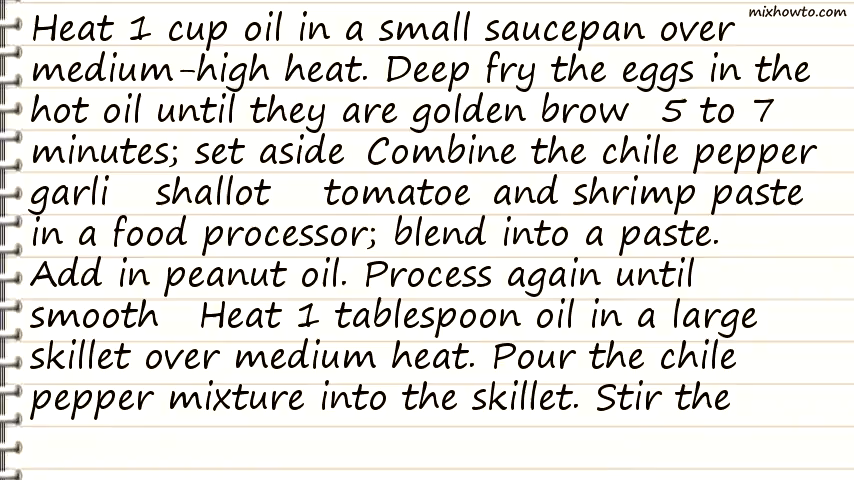 mixhowto.com
Heat 1 cup oil in a small saucepan over
medium-high heat. Deep fry the eggs in the
hot oil until they are golden brow 5 to 7
minutes; set aside Combine the chile pepper
garli shallot tomatoe and shrimp paste
in a food processor; blend into a paste.
Add in peanut oil. Process again until
smooth Heat 1 tablespoon oil in a large
skillet over medium heat. Pour the chile
pepper mixture into the skillet. Stir the